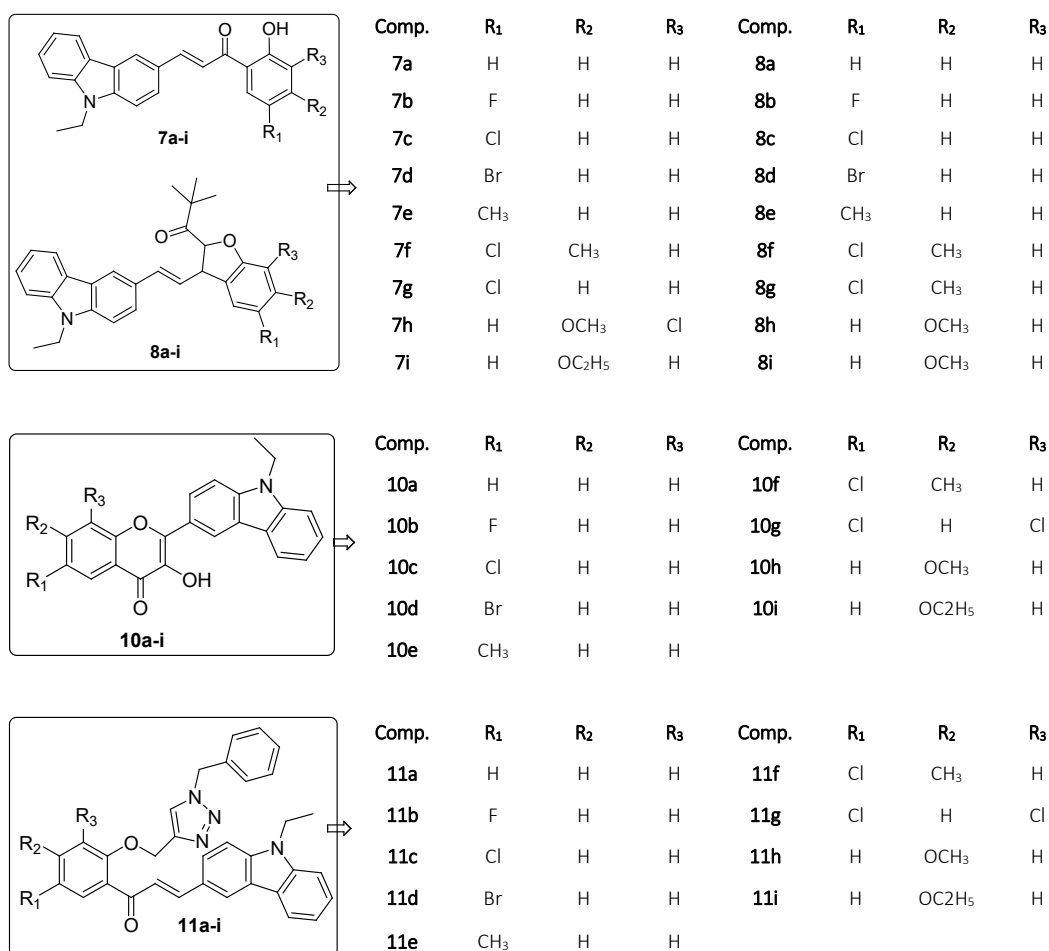 O OH
R₃
R₂
N
R₁
7a-i
O O
R₃
R₂
N
R₁
8a-i
Comp. R₁ R₂ R₃ Comp. R₁ R₂ R₃
7a H H H 8a H H H
7b F H H 8b F H H
7c Cl H H 8c Cl H H
7d Br H H 8d Br H H
7e CH₃ H H 8e CH₃ H H
7f Cl CH₃ H 8f Cl CH₃ H
7g Cl H H 8g Cl CH₃ H
7h H OCH₃ Cl 8h H OCH₃ H
7i H OC₂H₅ H 8i H OCH₃ H
N
R₃
R₂ O
R₁ OH
O
10a-i
Comp. R₁ R₂ R₃ Comp. R₁ R₂ R₃
10a H H H 10f Cl CH₃ H
10b F H H 10g Cl H Cl
10c Cl H H 10h H OCH₃ H
10d Br H H 10i H OC2H₅ H
10e CH₃ H H
N N
R₃ N
R₂ O N
R₁
O
11a-i
Comp. R₁ R₂ R₃ Comp. R₁ R₂ R₃
11a H H H 11f Cl CH₃ H
11b F H H 11g Cl H Cl
11c Cl H H 11h H OCH₃ H
11d Br H H 11i H OC2H₅ H
11e CH₃ H H